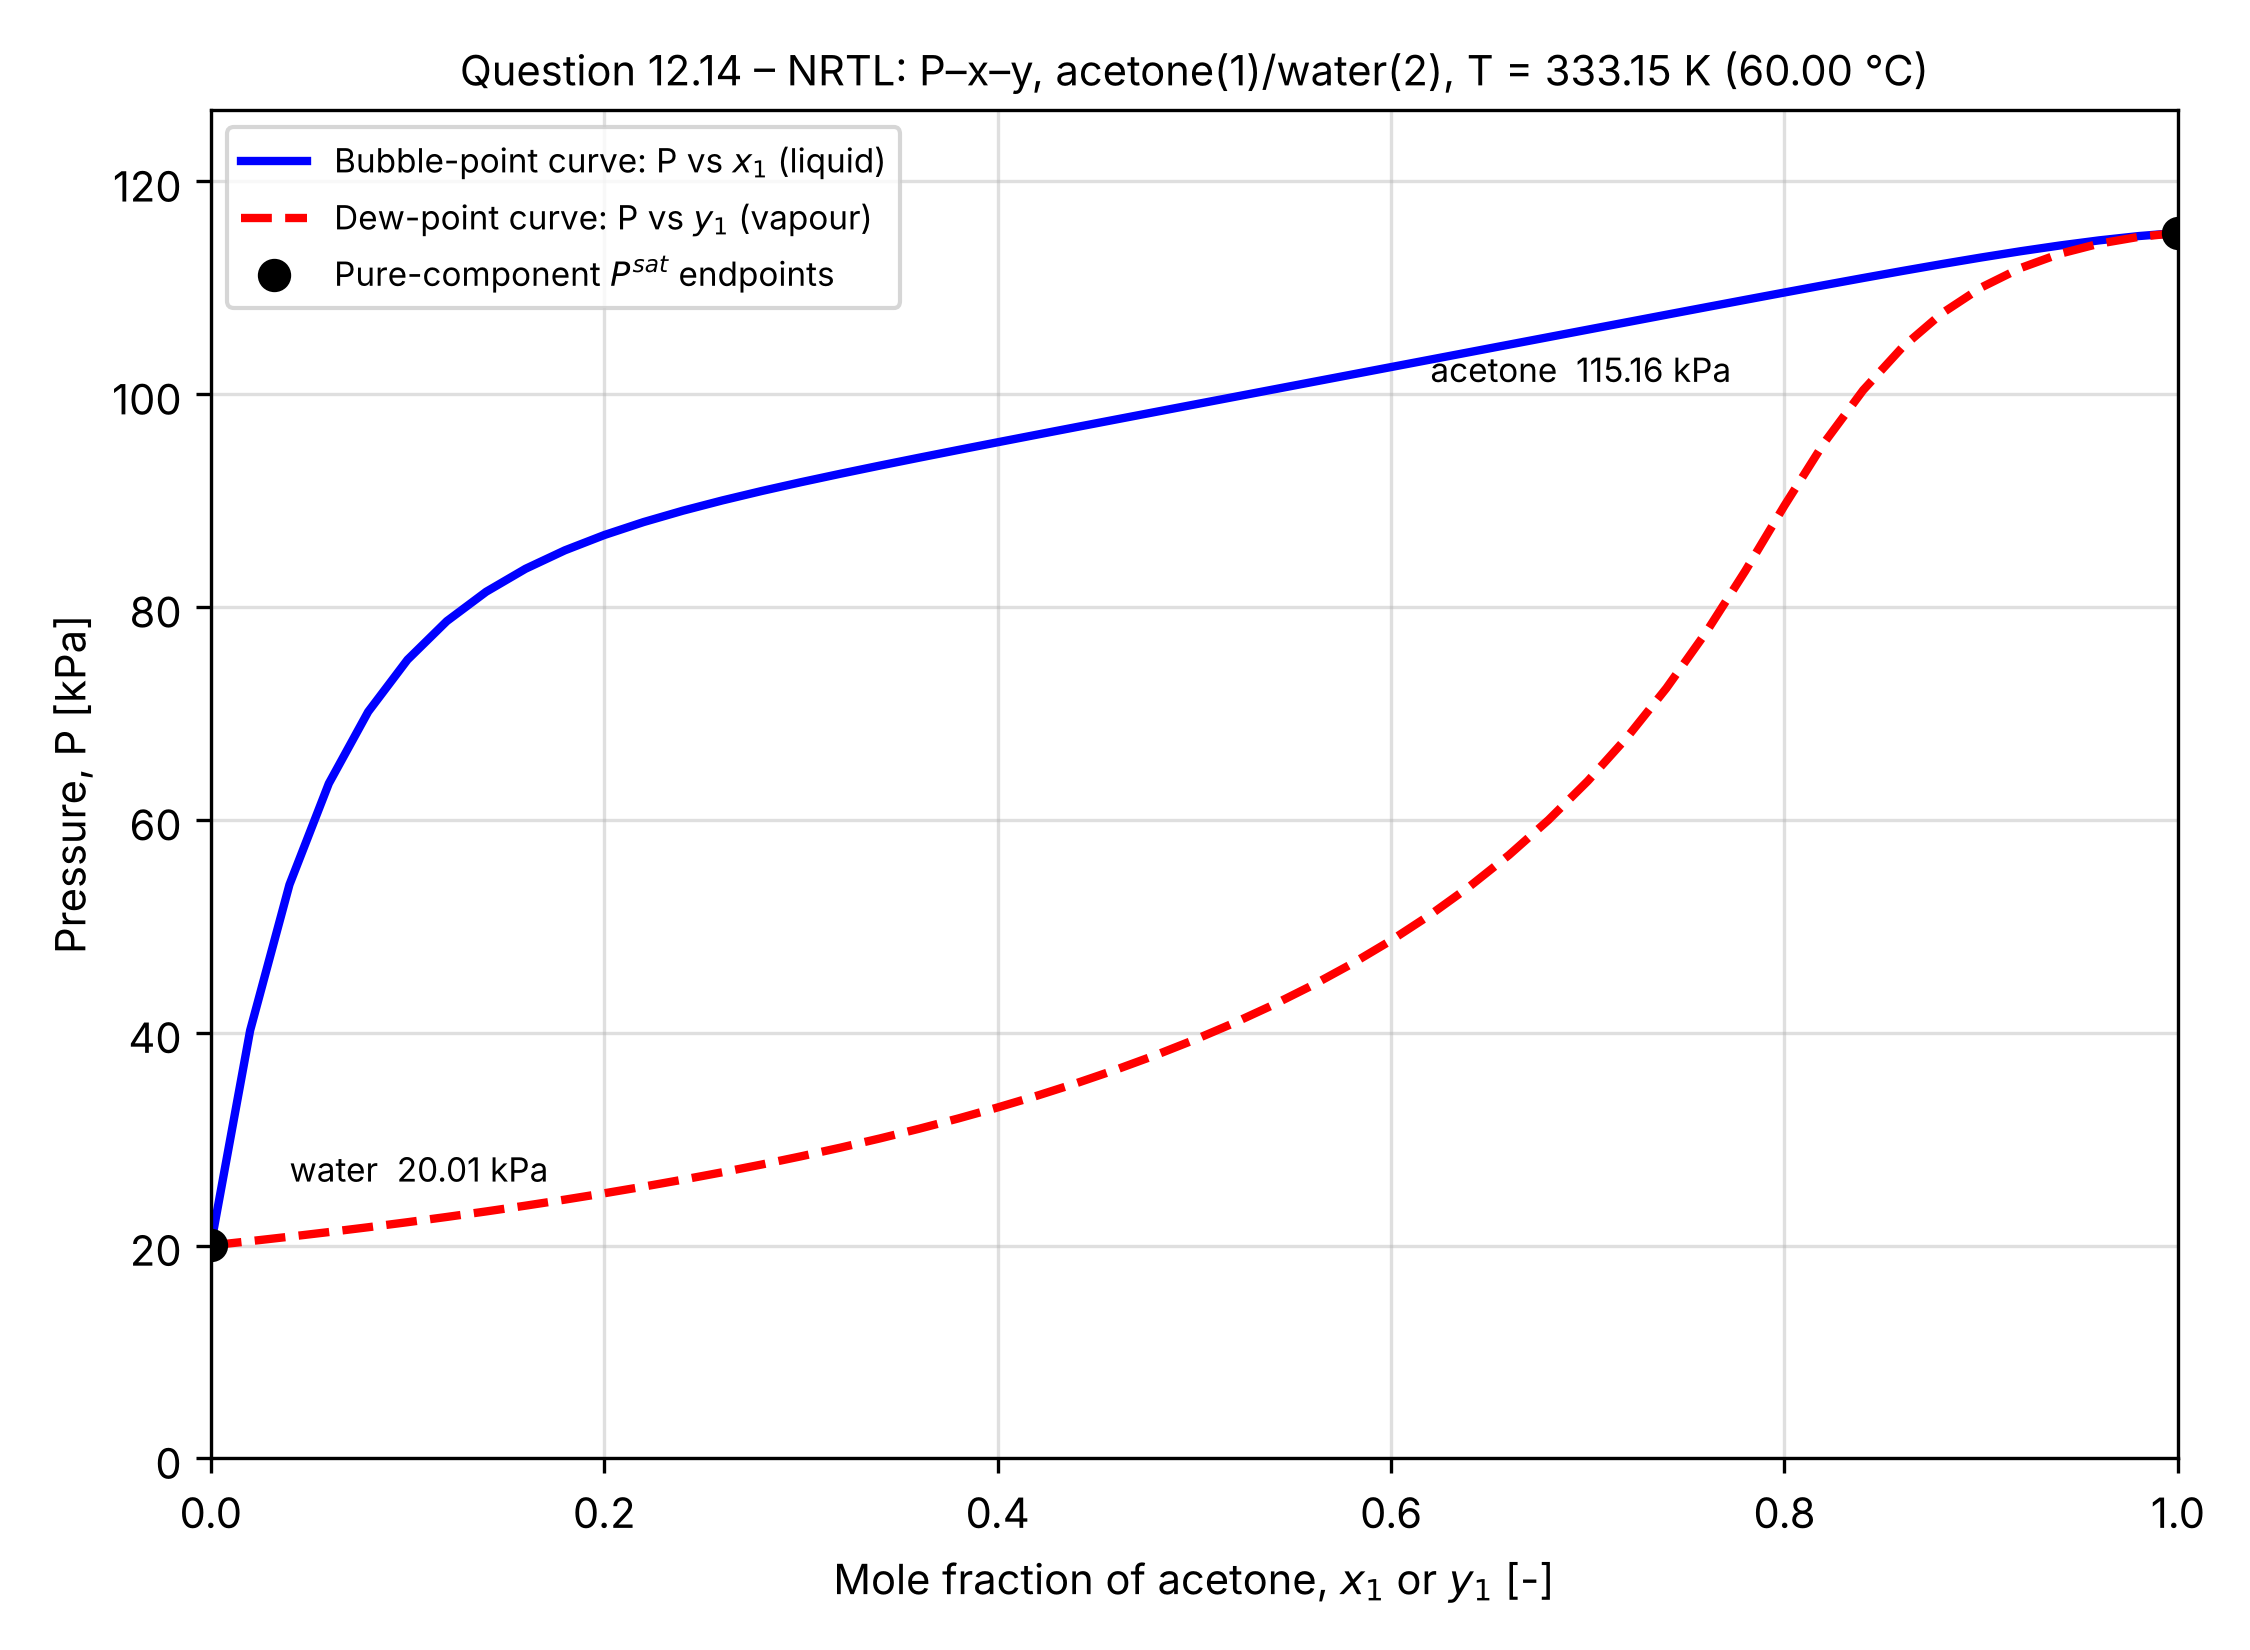 Question 12.14 – NRTL: P–x–y, acetone(1)/water(2), T = 333.15 K (60.00 °C)
Bubble-point curve: P vs x₁ (liquid)
Dew-point curve: P vs y₁ (vapour)
Pure-component Pˢᵃᵗ endpoints
120
100
80
60
40
20
0
Pressure, P [kPa]
acetone 115.16 kPa
water 20.01 kPa
0.0 0.2 0.4 0.6 0.8 1.0
Mole fraction of acetone, x₁ or y₁ [-]